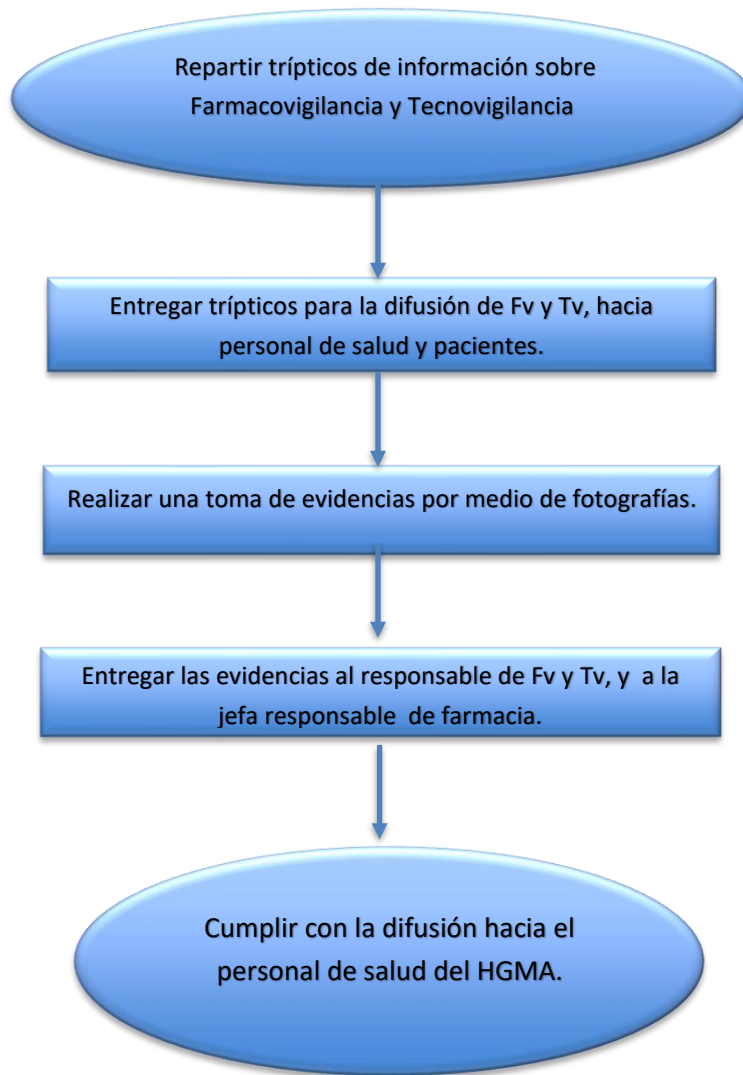 Repartir trípticos de información sobre
Farmacovigilancia y Tecnovigilancia
Entregar trípticos para la difusión de Fv y Tv, hacia
personal de salud y pacientes.
Realizar una toma de evidencias por medio de fotografías.
Entregar las evidencias al responsable de Fv y Tv, y a la
jefa responsable de farmacia.
Cumplir con la difusión hacia el
personal de salud del HGMA.